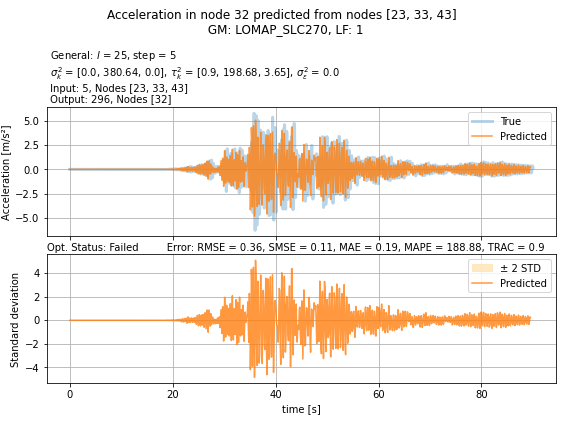 Acceleration in node 32 predicted from nodes [23, 33, 43]
GM: LOMAP_SLC270, LF: 1
General: l = 25, step = 5
σ²ₖ = [0.0, 380.64, 0.0], τ²ₖ = [0.9, 198.68, 3.65], σ²ₑ = 0.0
Input: 5, Nodes [23, 33, 43]
Output: 296, Nodes [32]
Acceleration [m/s²]
5.0
2.5
0.0
−2.5
−5.0
True
Predicted
Opt. Status: Failed Error: RMSE = 0.36, SMSE = 0.11, MAE = 0.19, MAPE = 188.88, TRAC = 0.9
Standard deviation
4
2
0
−2
−4
± 2 STD
Predicted
0 20 40 60 80
time [s]